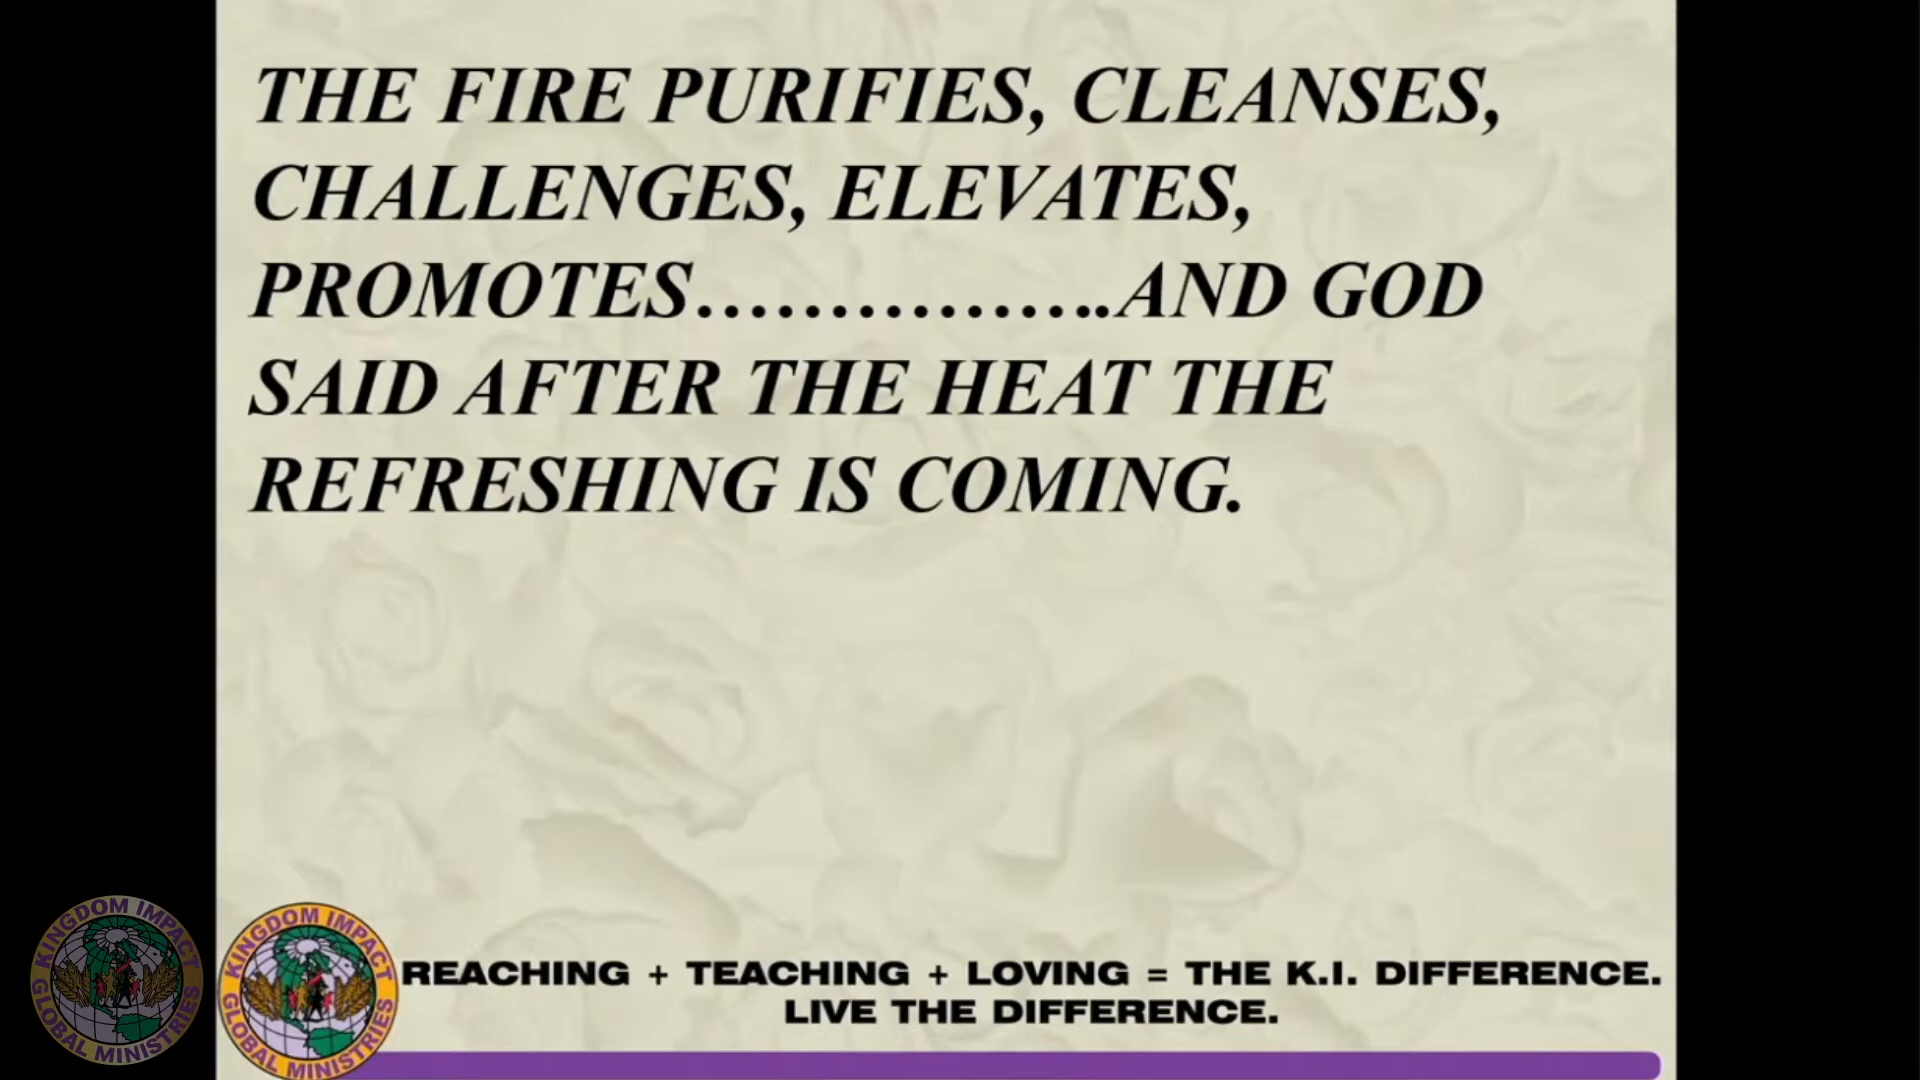 THE FIRE PURIFIES, CLEANSES,
CHALLENGES, ELEVATES,
PROMOTES…………….AND GOD
SAID AFTER THE HEAT THE
REFRESHING IS COMING.
KINGDOM IMPACT
GLOBAL MINISTRIES
KINGDOM IMPACT
GLOBAL MINISTRIES
REACHING + TEACHING + LOVING = THE K.I. DIFFERENCE.
LIVE THE DIFFERENCE.